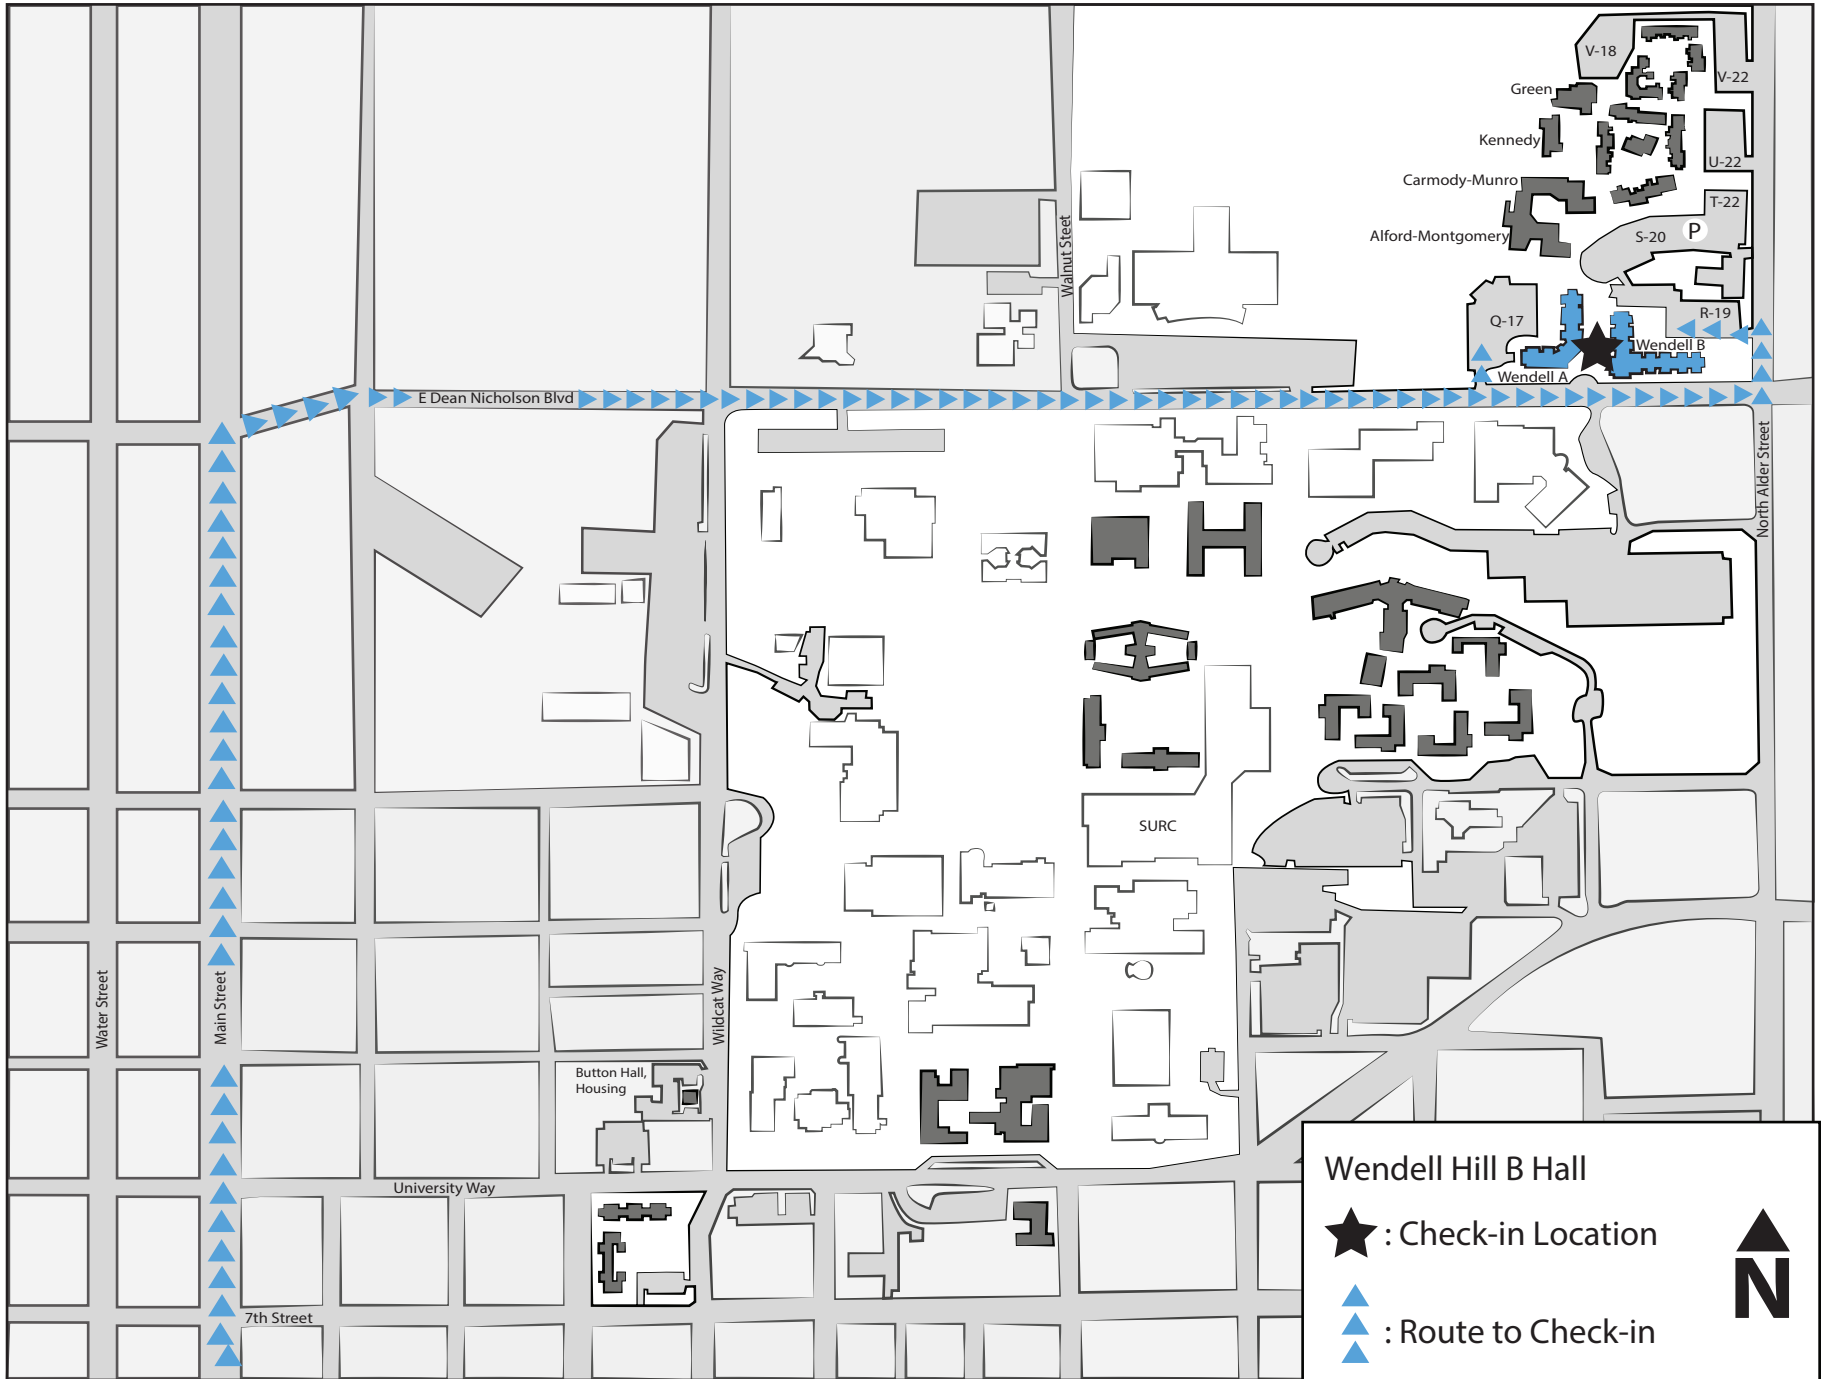 V-18
V-22
Green
Kennedy
U-22
Carmody-Munro
T-22
S-20
P
Alford-Montgomery
Walnut Steet
Q-17
R-19
Wendell B
Wendell A
E Dean Nicholson Blvd
North Alder Street
SURC
Water Street
Main Street
Wildcat Way
Button Hall,
Housing
University Way
7th Street
Wendell Hill B Hall
: Check-in Location
: Route to Check-in
N